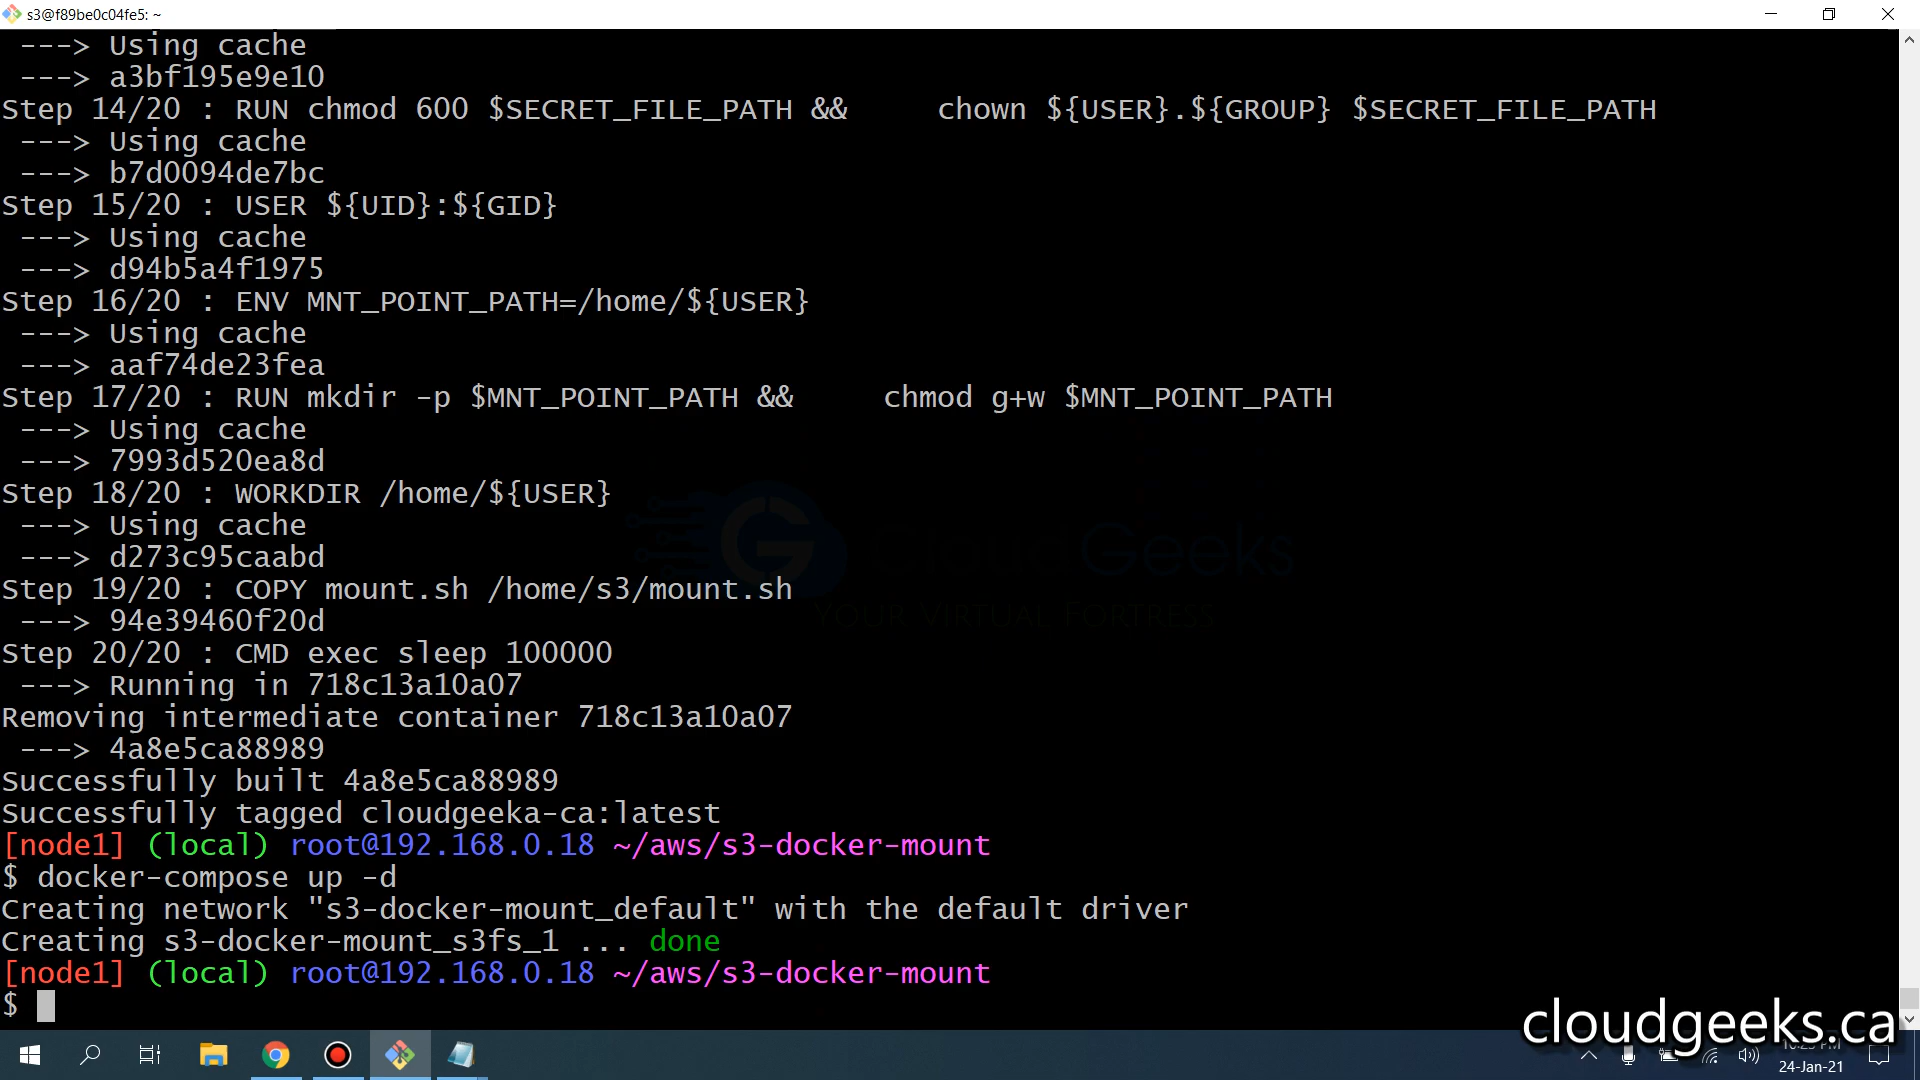 s3@f89be0c04fe5: ~
---> Using cache
---> a3bf195e9e10
Step 14/20 : RUN chmod 600 $SECRET_FILE_PATH &&     chown ${USER}.${GROUP} $SECRET_FILE_PATH
---> Using cache
---> b7d0094de7bc
Step 15/20 : USER ${UID}:${GID}
---> Using cache
---> d94b5a4f1975
Step 16/20 : ENV MNT_POINT_PATH=/home/${USER}
---> Using cache
---> aaf74de23fea
Step 17/20 : RUN mkdir -p $MNT_POINT_PATH &&     chmod g+w $MNT_POINT_PATH
---> Using cache
---> 7993d520ea8d
Step 18/20 : WORKDIR /home/${USER}
---> Using cache
---> d273c95caabd
Step 19/20 : COPY mount.sh /home/s3/mount.sh
---> 94e39460f20d
Step 20/20 : CMD exec sleep 100000
---> Running in 718c13a10a07
Removing intermediate container 718c13a10a07
---> 4a8e5ca88989
Successfully built 4a8e5ca88989
Successfully tagged cloudgeeka-ca:latest
[node1] (local) root@192.168.0.18 ~/aws/s3-docker-mount
$ docker-compose up -d
Creating network "s3-docker-mount_default" with the default driver
Creating s3-docker-mount_s3fs_1 ... done
[node1] (local) root@192.168.0.18 ~/aws/s3-docker-mount
$
CloudGeeks
YOUR VIRTUAL FORTRESS
cloudgeeks.ca
24-Jan-21